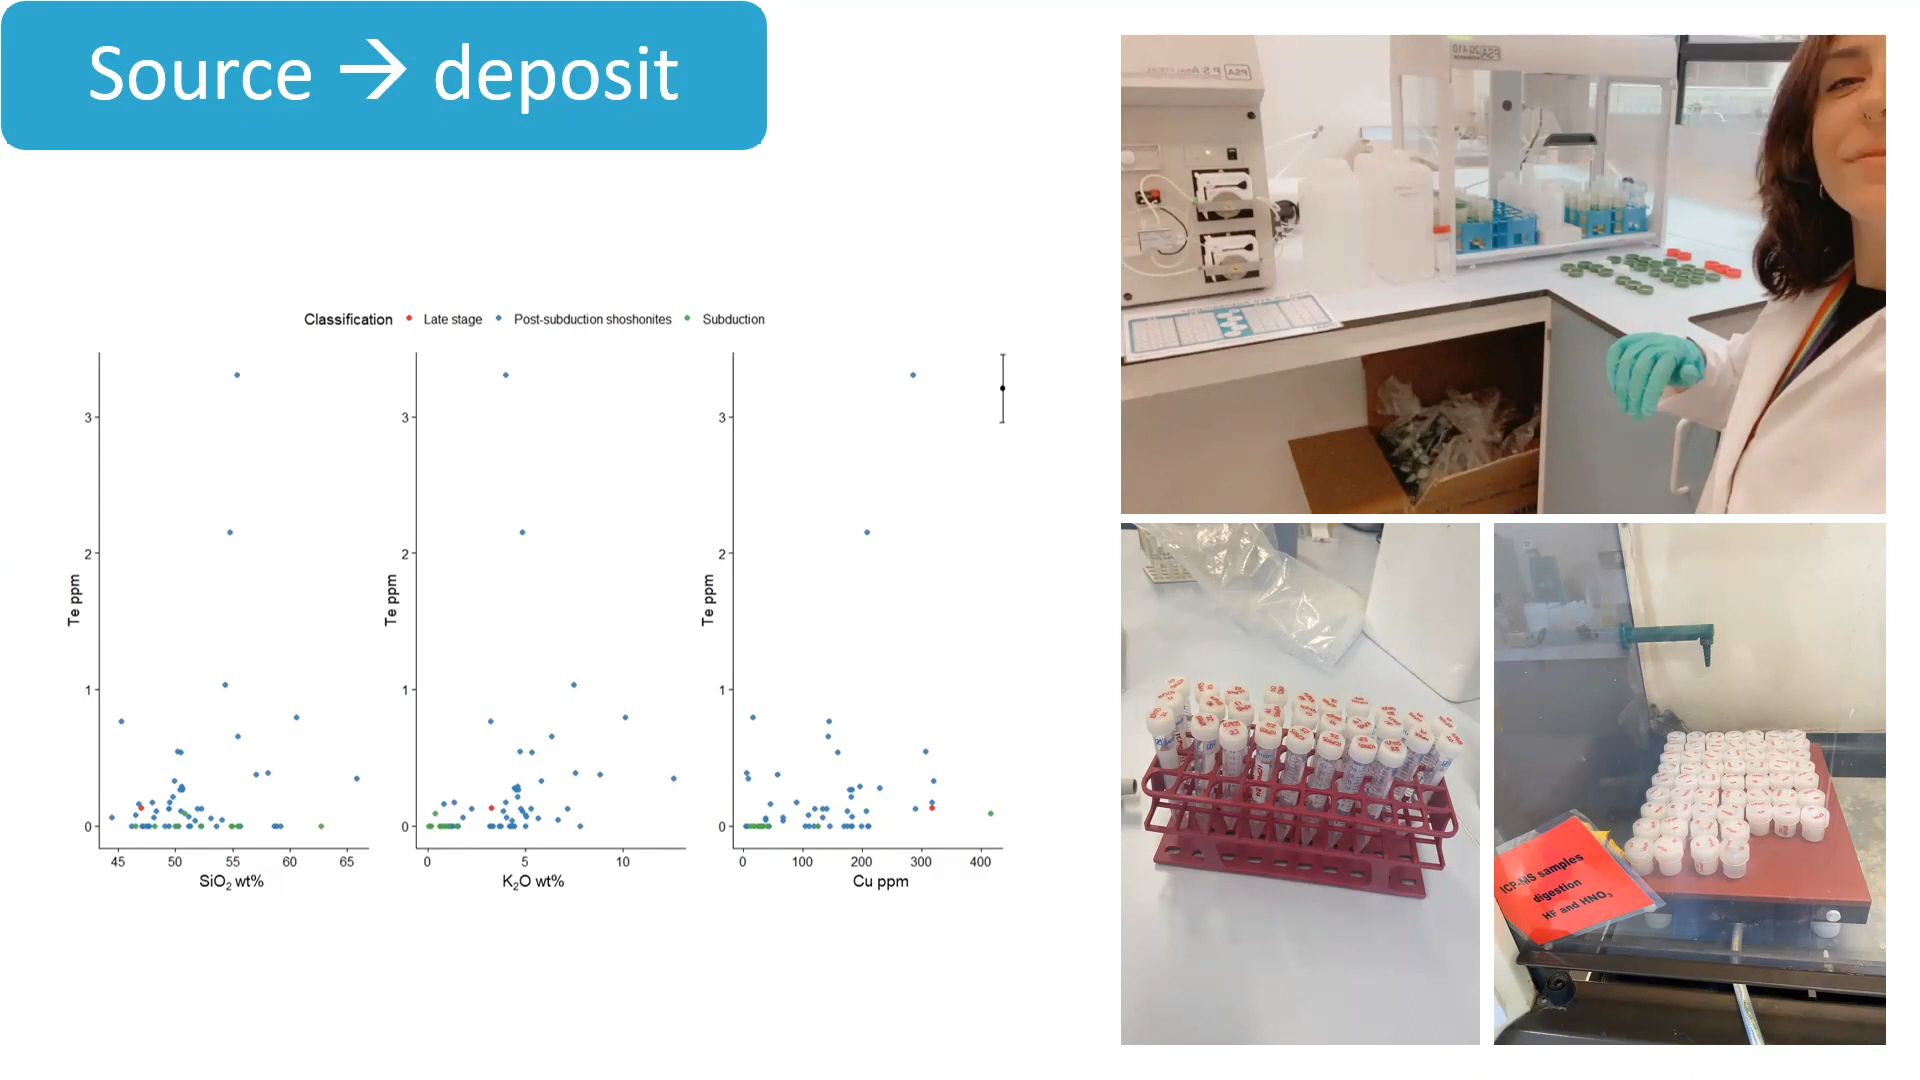 Source → deposit
Classification Late stage Post-subduction shoshonites Subduction
Te ppm
3
2
1
0
45 50 55 60 65
SiO₂ wt%
Te ppm
3
2
1
0
0 5 10
K₂O wt%
Te ppm
3
2
1
0
0 100 200 300 400
Cu ppm
PSA
ICP-MS samples
digestion
HF and HNO₃